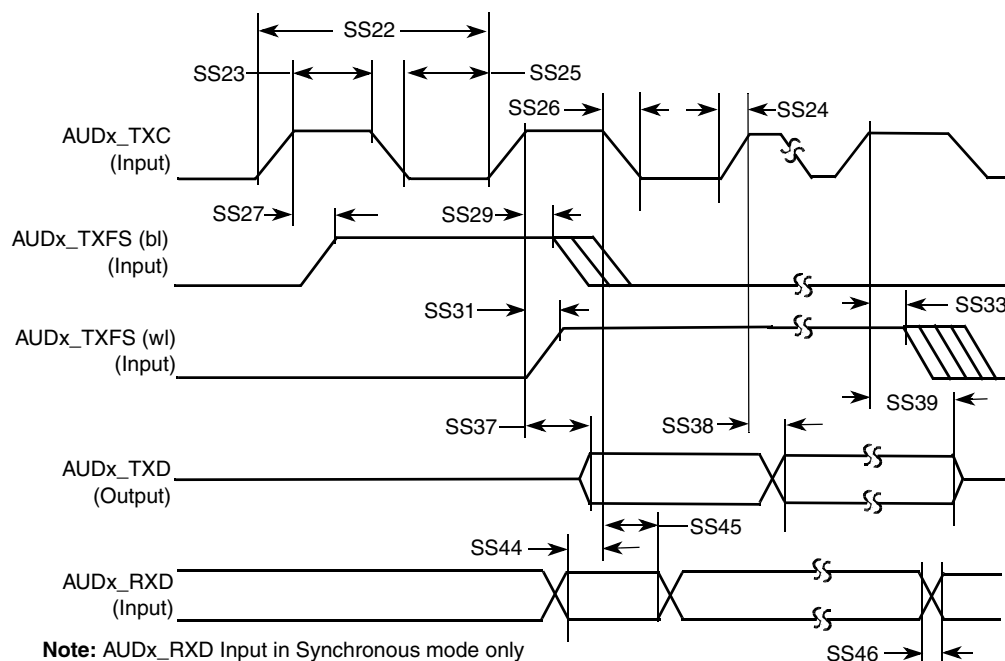 SS22
SS23
SS25
SS26
SS24
AUDx_TXC
(Input)
SS27
SS29
AUDx_TXFS (bl)
(Input)
SS31
SS33
AUDx_TXFS (wl)
(Input)
SS39
SS37
SS38
AUDx_TXD
(Output)
SS45
SS44
AUDx_RXD
(Input)
Note: AUDx_RXD Input in Synchronous mode only
SS46